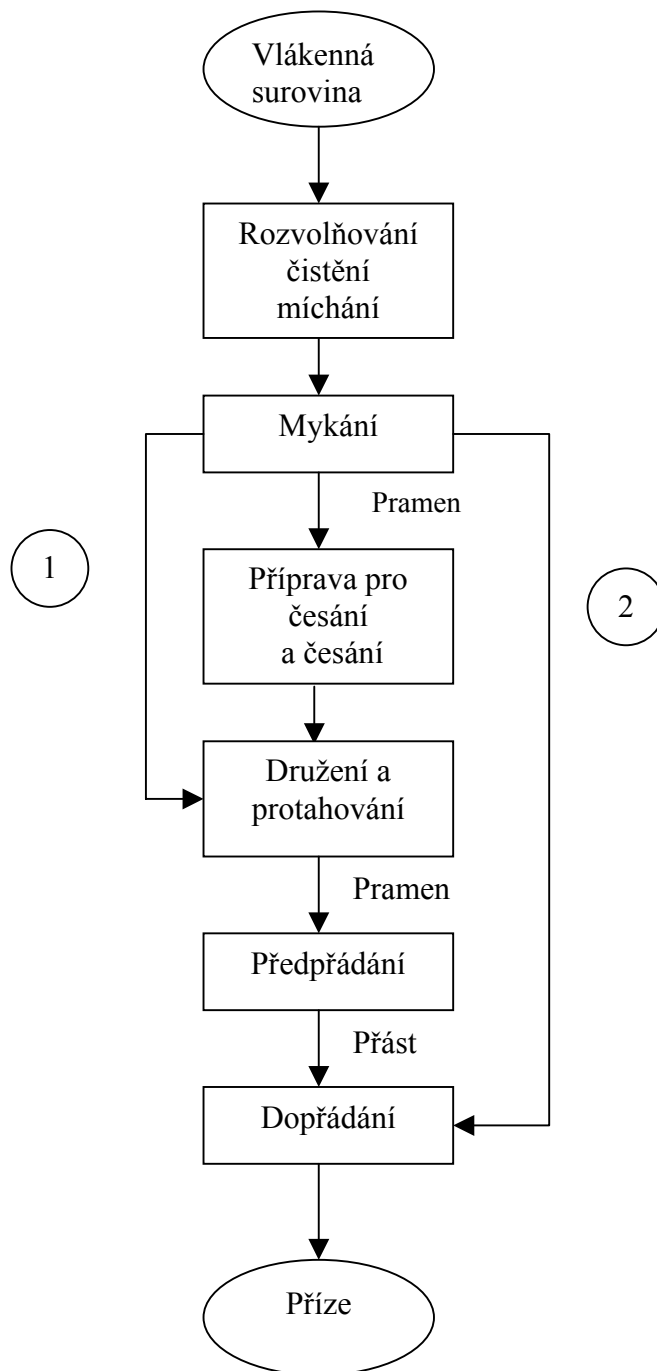 Vlákenná
surovina
Rozvolňování
čistění
míchání
Mykání
Pramen
1
Příprava pro
česání
a česání
2
Družení a
protahování
Pramen
Předpřádání
Přást
Dopřádání
Příze